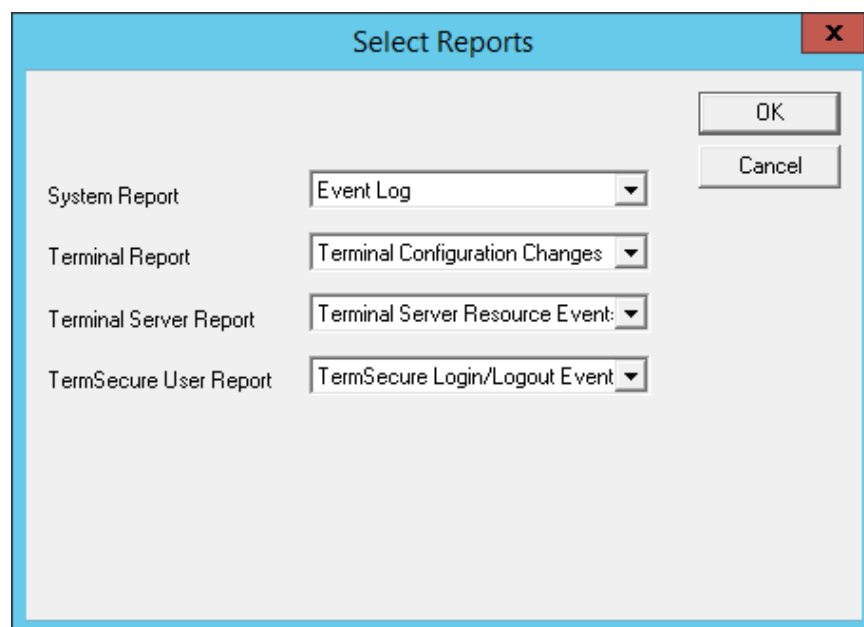 Select Reports
x
OK
Cancel
System Report
Event Log
Terminal Report
Terminal Configuration Changes
Terminal Server Report
Terminal Server Resource Event
TermSecure User Report
TermSecure Login/Logout Event